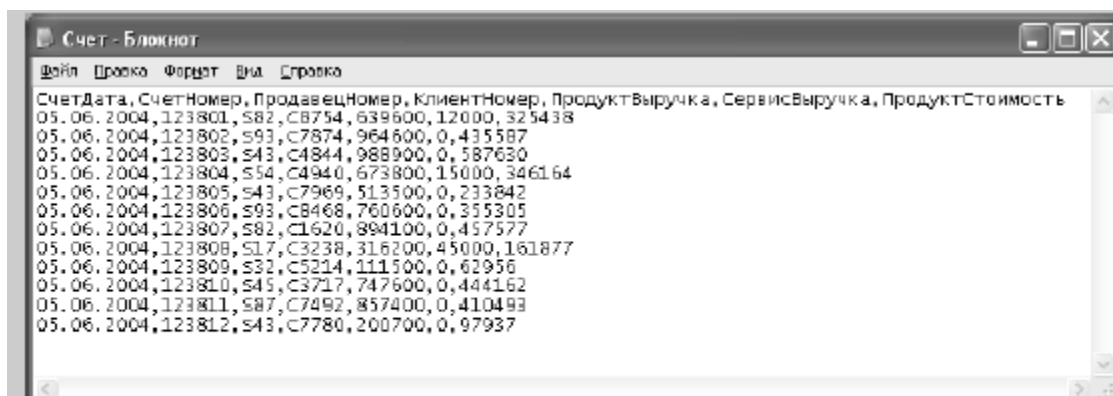 Счет - Блокнот
Файл Правка Формат Вид Справка
СчетДата,СчетНомер,ПродавецНомер,КлиентНомер,ПродуктВыручка,СервисВыручка,ПродуктСтоимость
05.06.2004,123801,S82,C8754,639600,12000,325438
05.06.2004,123802,S93,C7874,964600,0,435587
05.06.2004,123803,S43,C4844,988900,0,587630
05.06.2004,123804,S54,C4940,673800,15000,346164
05.06.2004,123805,S43,C7969,513500,0,233842
05.06.2004,123806,S93,C8468,760600,0,355305
05.06.2004,123807,S82,C1620,894100,0,457577
05.06.2004,123808,S17,C3238,316200,45000,161877
05.06.2004,123809,S32,C5214,111500,0,62956
05.06.2004,123810,S45,C3717,747600,0,444162
05.06.2004,123811,S87,C7492,857400,0,410493
05.06.2004,123812,S43,C7780,200700,0,97937